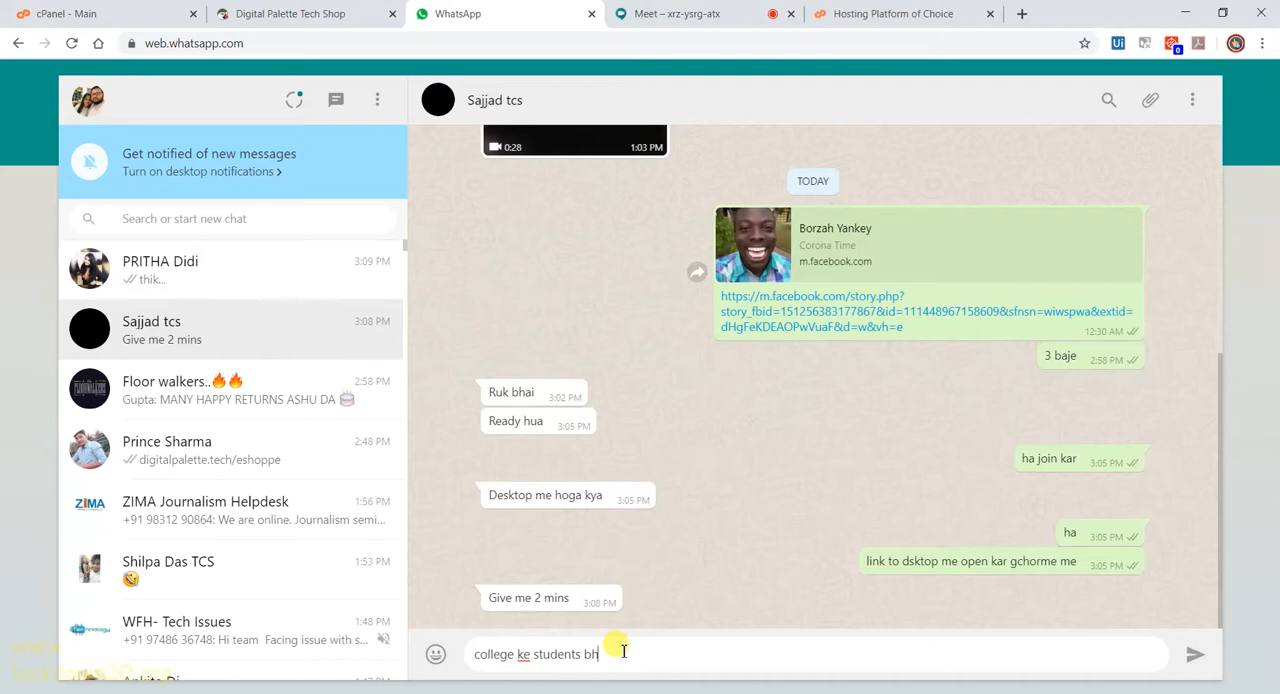 cPanel - Main
Digital Palette Tech Shop
WhatsApp
Meet – xrz-ysrg-atx
Hosting Platform of Choice
web.whatsapp.com
Ui
0
Get notified of new messages
Turn on desktop notifications
Search or start new chat
PRITHA Didi
3:09 PM
thik...
Sajjad tcs
3:08 PM
Give me 2 mins
Floor walkers..🔥🔥
2:58 PM
Gupta: MANY HAPPY RETURNS ASHU DA 🎂
Prince Sharma
2:48 PM
digitalpalette.tech/eshoppe
ZIMA Journalism Helpdesk
1:56 PM
+91 98312 90864: We are online. Journalism semi...
Shilpa Das TCS
1:53 PM
WFH- Tech Issues
1:48 PM
+91 97486 36748: Hi team Facing issue with s...
Sajjad tcs
0:28
1:03 PM
TODAY
Borzah Yankey
Corona Time
m.facebook.com
https://m.facebook.com/story.php?
story_fbid=151256383177867&id=111448967158609&sfnsn=wiwspwa&extid=
dHgFeKDEAOPwVuaF&d=w&vh=e
12:30 AM
3 baje
2:58 PM
Ruk bhai
3:02 PM
Ready hua
3:05 PM
ha join kar
3:05 PM
Desktop me hoga kya
3:05 PM
ha
3:05 PM
link to dsktop me open kar gchorme me
3:05 PM
Give me 2 mins
3:08 PM
college ke students bh